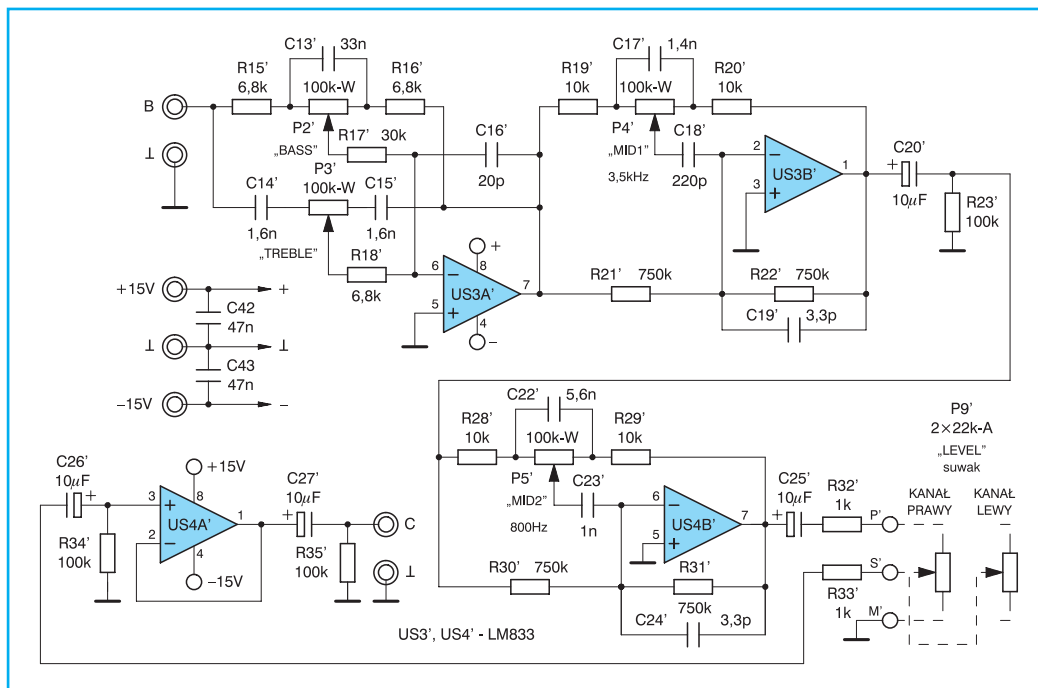 C13' 33n
R15' 6,8k
100k-W
R16' 6,8k
B
P2'
„BASS”
R17' 30k
C16'
20p
⊥
P3'
100k-W
C14'
1,6n
C15'
1,6n
„TREBLE”
R18'
6,8k
6
5
7
8
4
+
−
US3A'
+
−
C17' 1,4n
R19' 10k
100k-W
R20' 10k
P4'
„MID1”
3,5kHz
C18'
220p
2
3
1
−
+
US3B'
+
C20'
10µF
R23'
100k
R21' 750k
R22' 750k
C19' 3,3p
+15V
+
C42
47n
⊥
⊥
C43
47n
−15V
−
C22' 5,6n
R28' 10k
100k-W
R29' 10k
P5'
„MID2”
800Hz
C23'
1n
6
5
7
−
+
US4B'
C25'
10µF
+
R32'
1k
P'
S'
M'
R33'
1k
P9'
2×22k-A
„LEVEL”
suwak
KANAŁ PRAWY
KANAŁ LEWY
R30' 750k
R31'
750k
C24' 3,3p
C26'
10µF
+
R34'
100k
+15V
3
2
8
4
1
+
−
US4A'
−15V
C27'
10µF
+
R35'
100k
C
⊥
US3', US4' - LM833